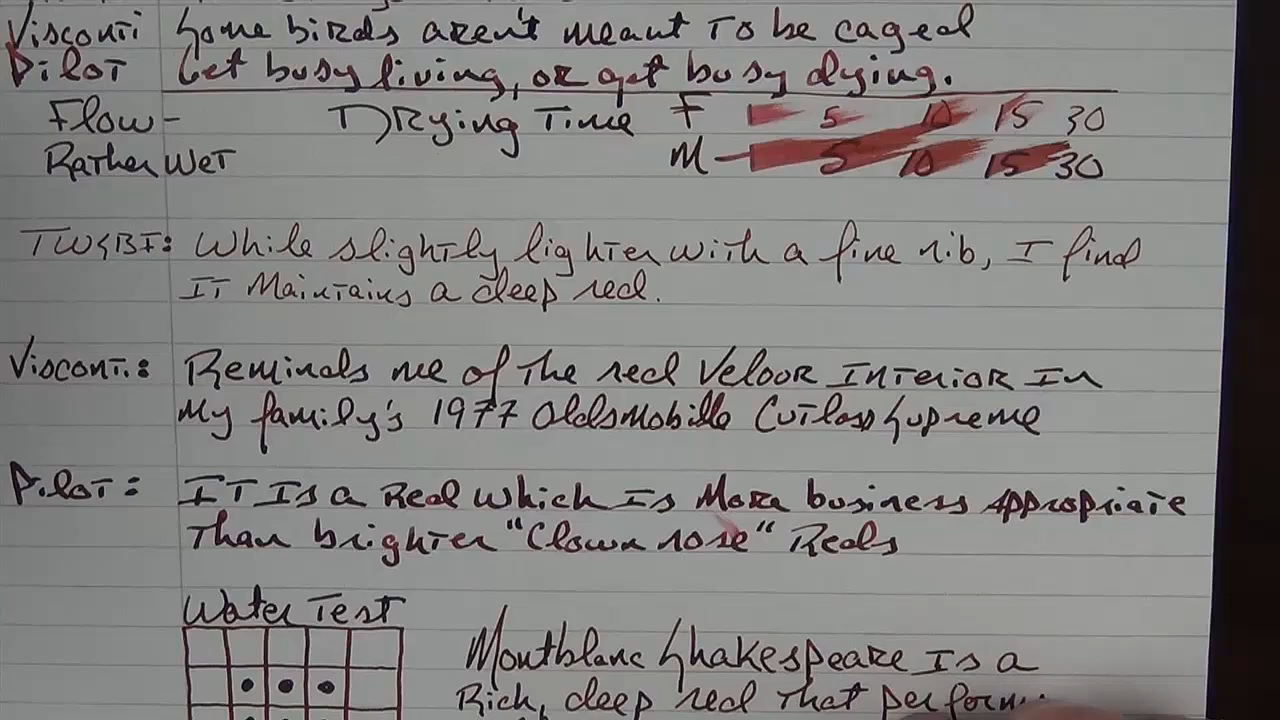 Visconti Some birds aren't meant to be caged
Pilot Get busy living, or get busy dying.
Flow- Drying Time F 1 5 10 15 30
Rather Wet M 1 5 10 15 30
TWSBI: While slightly lighter with a fine nib, I find
It Maintains a deep red.
Visconti: Reminds me of the red Veloor Interior In
My family's 1977 Oldsmobile Cutlass Supreme
Pilot: It Is a Red which Is More business Appropriate
Than brighter "Clown nose" Reds
Water Test
Montblanc Shakespeare Is a
Rich, deep red that